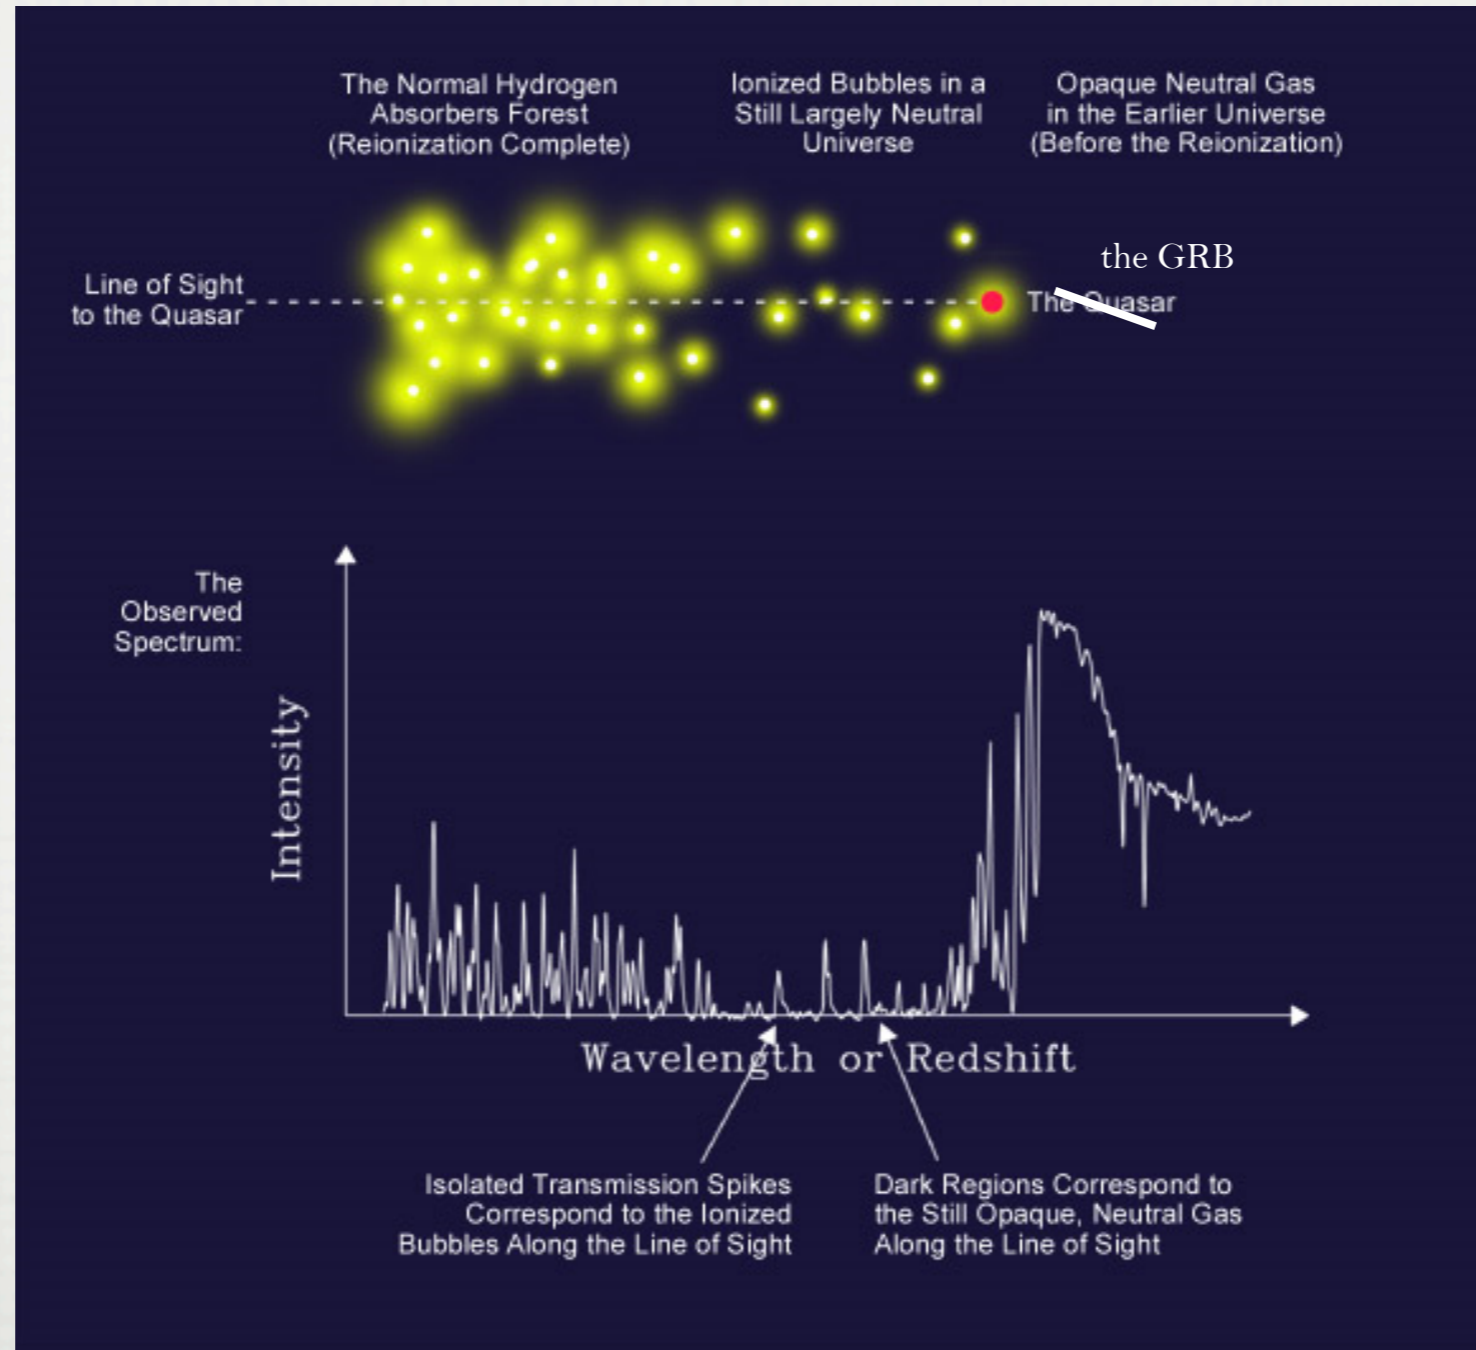 The Normal Hydrogen
Absorbers Forest
(Reionization Complete)
Ionized Bubbles in a
Still Largely Neutral
Universe
Opaque Neutral Gas
in the Earlier Universe
(Before the Reionization)
the GRB
Line of Sight
to the Quasar
The Quasar
The
Observed
Spectrum:
Intensity
Wavelength or Redshift
Isolated Transmission Spikes
Correspond to the Ionized
Bubbles Along the Line of Sight
Dark Regions Correspond to
the Still Opaque, Neutral Gas
Along the Line of Sight